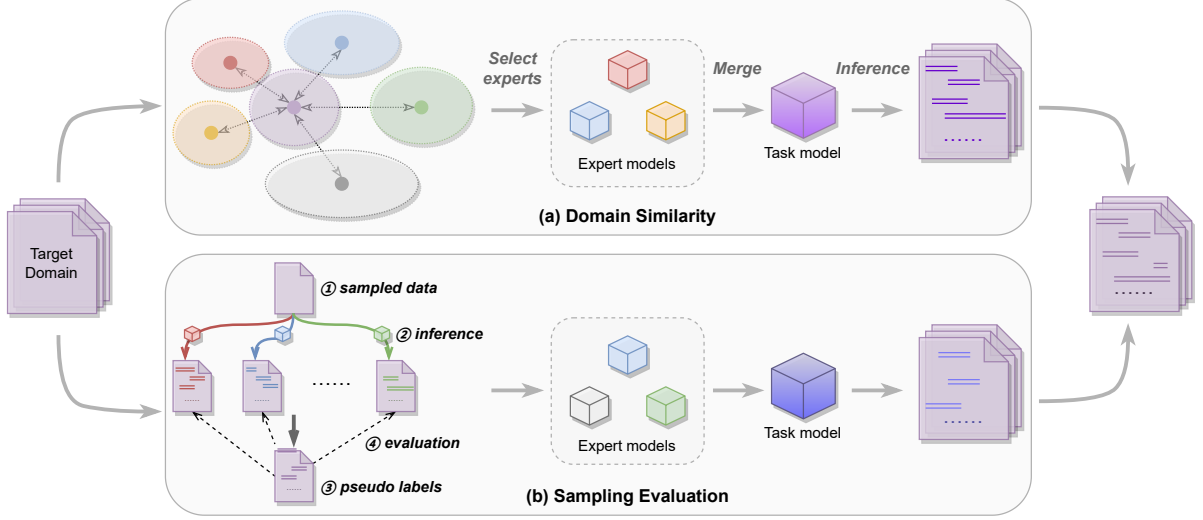 Target
Domain
Select
experts
Merge
Inference
Expert models
Task model
......
(a) Domain Similarity
① sampled data
② inference
......
④ evaluation
③ pseudo labels
Expert models
Task model
......
(b) Sampling Evaluation
......